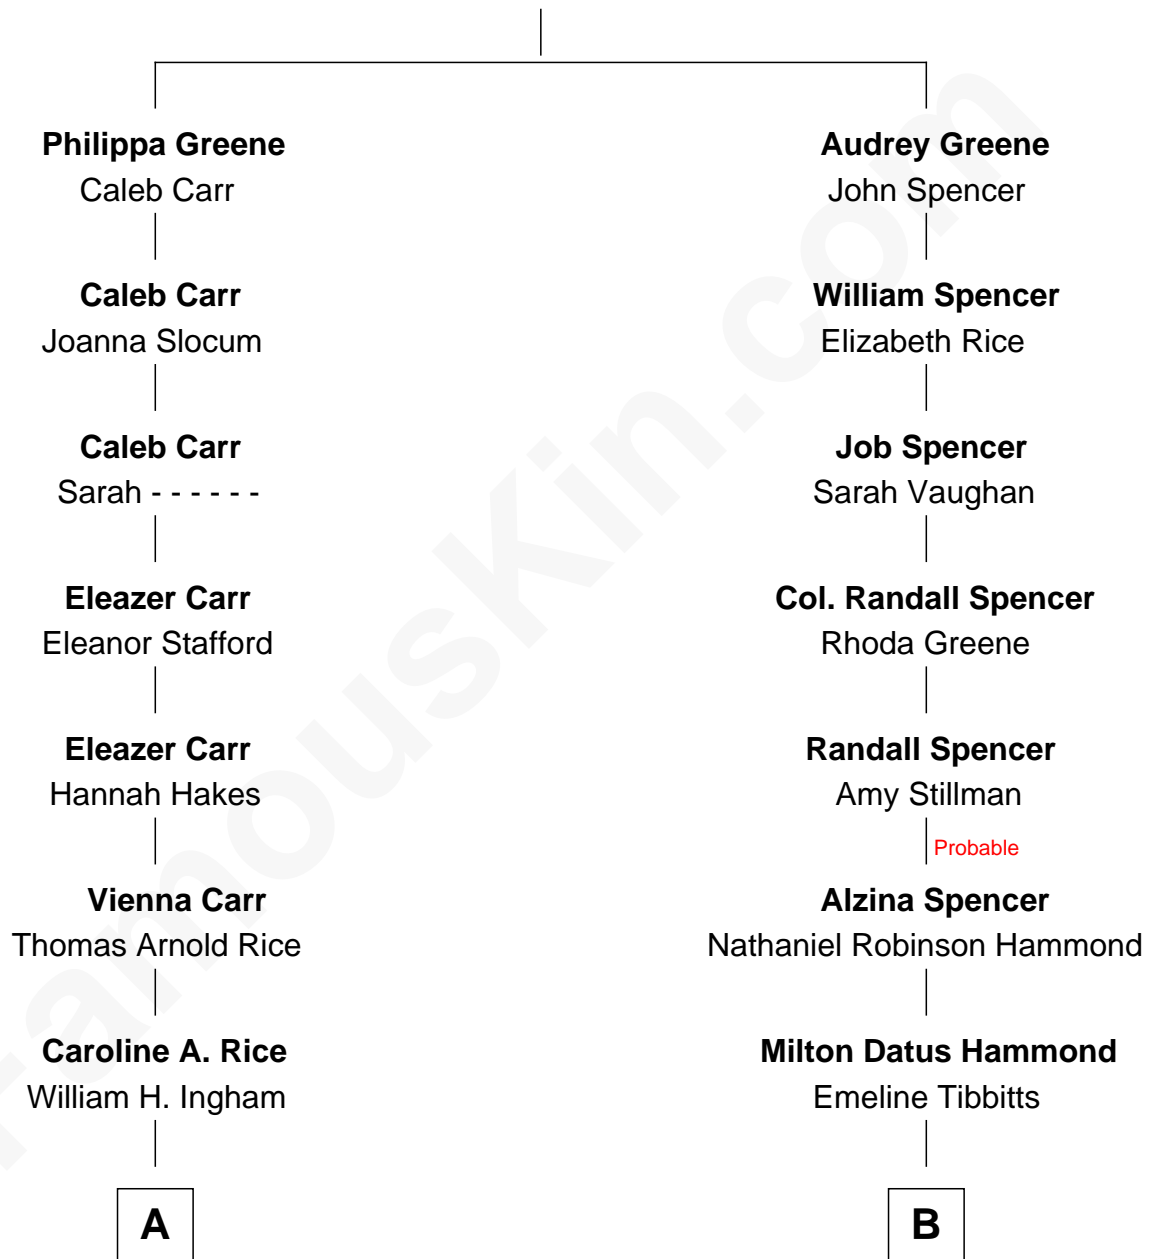 Philippa Greene
Caleb Carr
Caleb Carr
Joanna Slocum
Caleb Carr
Sarah - - - - - -
Eleazer Carr
Eleanor Stafford
Eleazer Carr
Hannah Hakes
Vienna Carr
Thomas Arnold Rice
Caroline A. Rice
William H. Ingham
A
Audrey Greene
John Spencer
William Spencer
Elizabeth Rice
Job Spencer
Sarah Vaughan
Col. Randall Spencer
Rhoda Greene
Randall Spencer
Amy Stillman
Probable
Alzina Spencer
Nathaniel Robinson Hammond
Milton Datus Hammond
Emeline Tibbitts
B
FamousKin.com